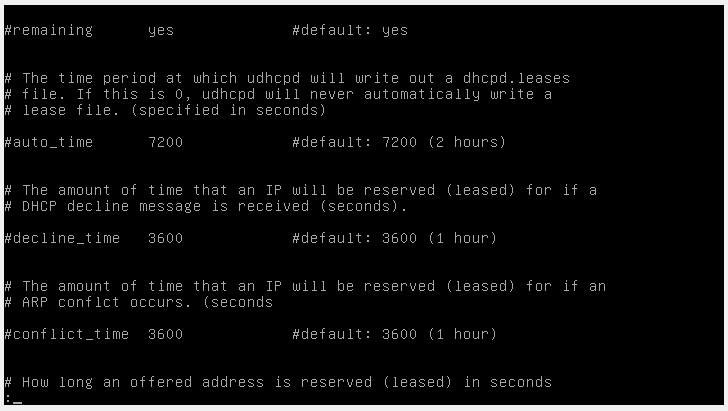 #remaining      yes             #default: yes
# The time period at which udhcpd will write out a dhcpd.leases
# file. If this is 0, udhcpd will never automatically write a
# lease file. (specified in seconds)
#auto_time      7200            #default: 7200 (2 hours)
# The amount of time that an IP will be reserved (leased) for if a
# DHCP decline message is received (seconds).
#decline_time   3600            #default: 3600 (1 hour)
# The amount of time that an IP will be reserved (leased) for if an
# ARP conflct occurs. (seconds
#conflict_time  3600            #default: 3600 (1 hour)
# How long an offered address is reserved (leased) in seconds
:_